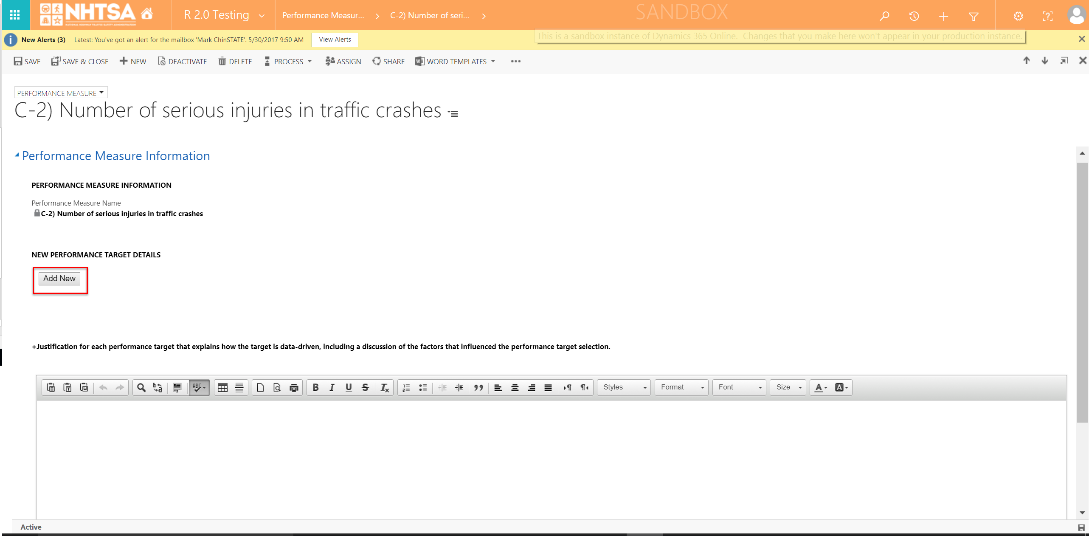 NHTSA
R 2.0 Testing
Performance Measur...
C-2) Number of seri...
SANDBOX
New Alerts (3) Latest: You've got an alert for the mailbox 'Mark ChinSTATE'. 5/30/2017 9:50 AM View Alerts
This is a sandbox instance of Dynamics 365 Online. Changes that you make here won't appear in your production instance.
SAVE SAVE & CLOSE + NEW DEACTIVATE DELETE PROCESS ASSIGN SHARE WORD TEMPLATES ...
PERFORMANCE MEASURE
C-2) Number of serious injuries in traffic crashes
Performance Measure Information
PERFORMANCE MEASURE INFORMATION
Performance Measure Name
C-2) Number of serious injuries in traffic crashes
NEW PERFORMANCE TARGET DETAILS
Add New
+Justification for each performance target that explains how the target is data-driven, including a discussion of the factors that influenced the performance target selection.
B I U S Tx Styles Format Font Size A A
Active